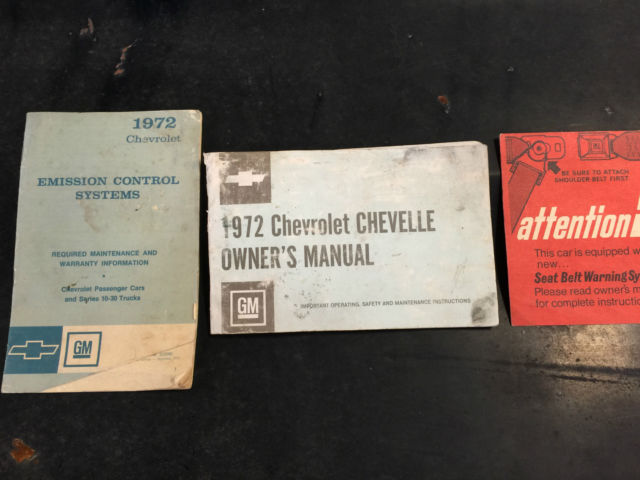 1972
Chevrolet
EMISSION CONTROL
SYSTEMS
REQUIRED MAINTENANCE AND
WARRANTY INFORMATION
Chevrolet Passenger Cars
and Series 10-30 Trucks
GM
1972 Chevrolet CHEVELLE
OWNER'S MANUAL
GM
IMPORTANT OPERATING, SAFETY AND MAINTENANCE INSTRUCTIONS
BE SURE TO ATTACH
SHOULDER BELT FIRST
attention
This car is equipped
new...
Seat Belt Warning
Please read owner's
for complete